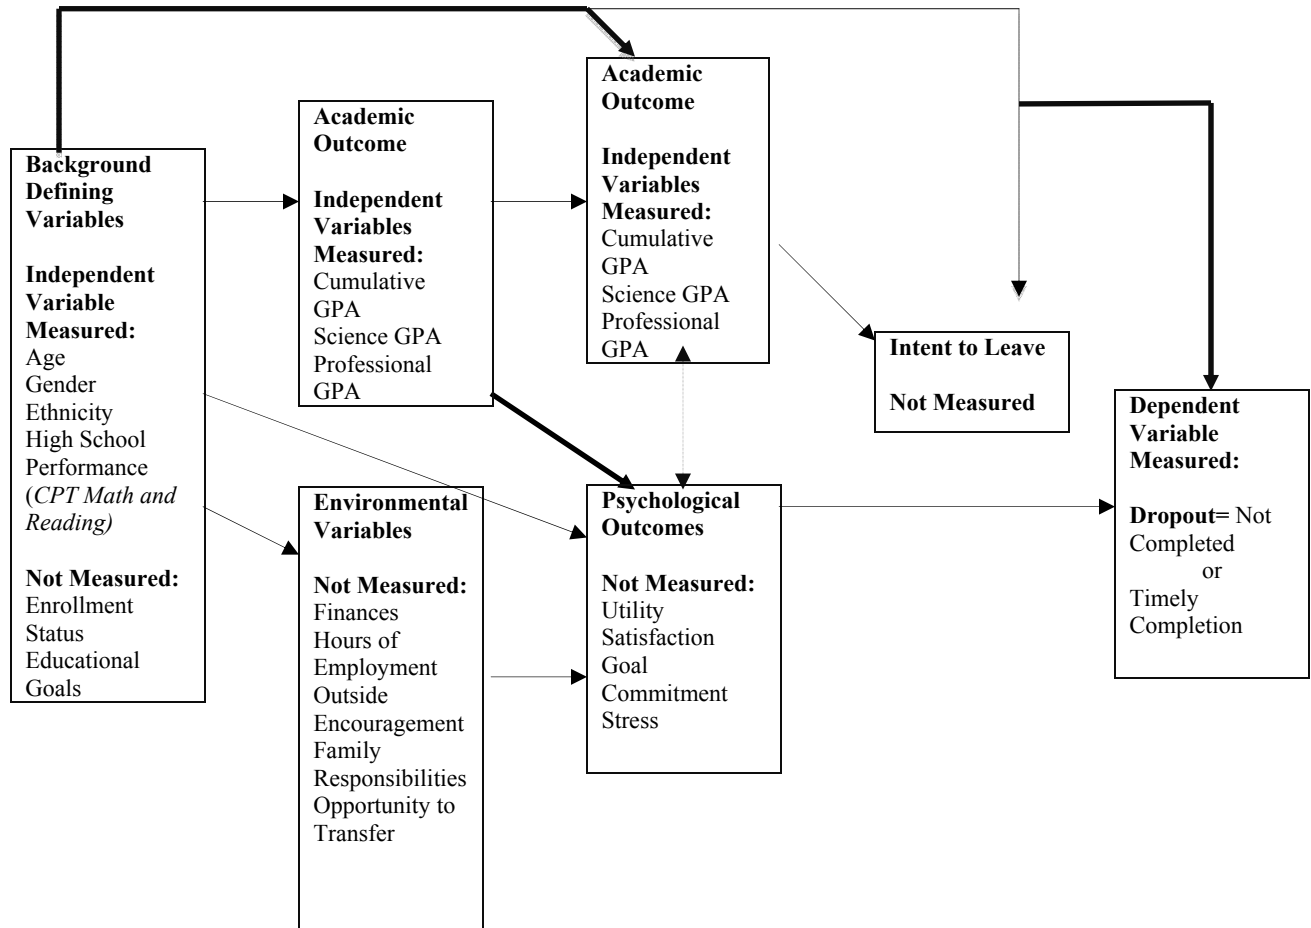 Background
Defining
Variables
Independent
Variable
Measured:
Age
Gender
Ethnicity
High School
Performance
(CPT Math and
Reading)
Not Measured:
Enrollment
Status
Educational
Goals
Academic
Outcome
Independent
Variables
Measured:
Cumulative
GPA
Science GPA
Professional
GPA
Environmental
Variables
Not Measured:
Finances
Hours of
Employment
Outside
Encouragement
Family
Responsibilities
Opportunity to
Transfer
Academic
Outcome
Independent
Variables
Measured:
Cumulative
GPA
Science GPA
Professional
GPA
Psychological
Outcomes
Not Measured:
Utility
Satisfaction
Goal
Commitment
Stress
Intent to Leave
Not Measured
Dependent
Variable
Measured:
Dropout= Not
Completed
or
Timely
Completion